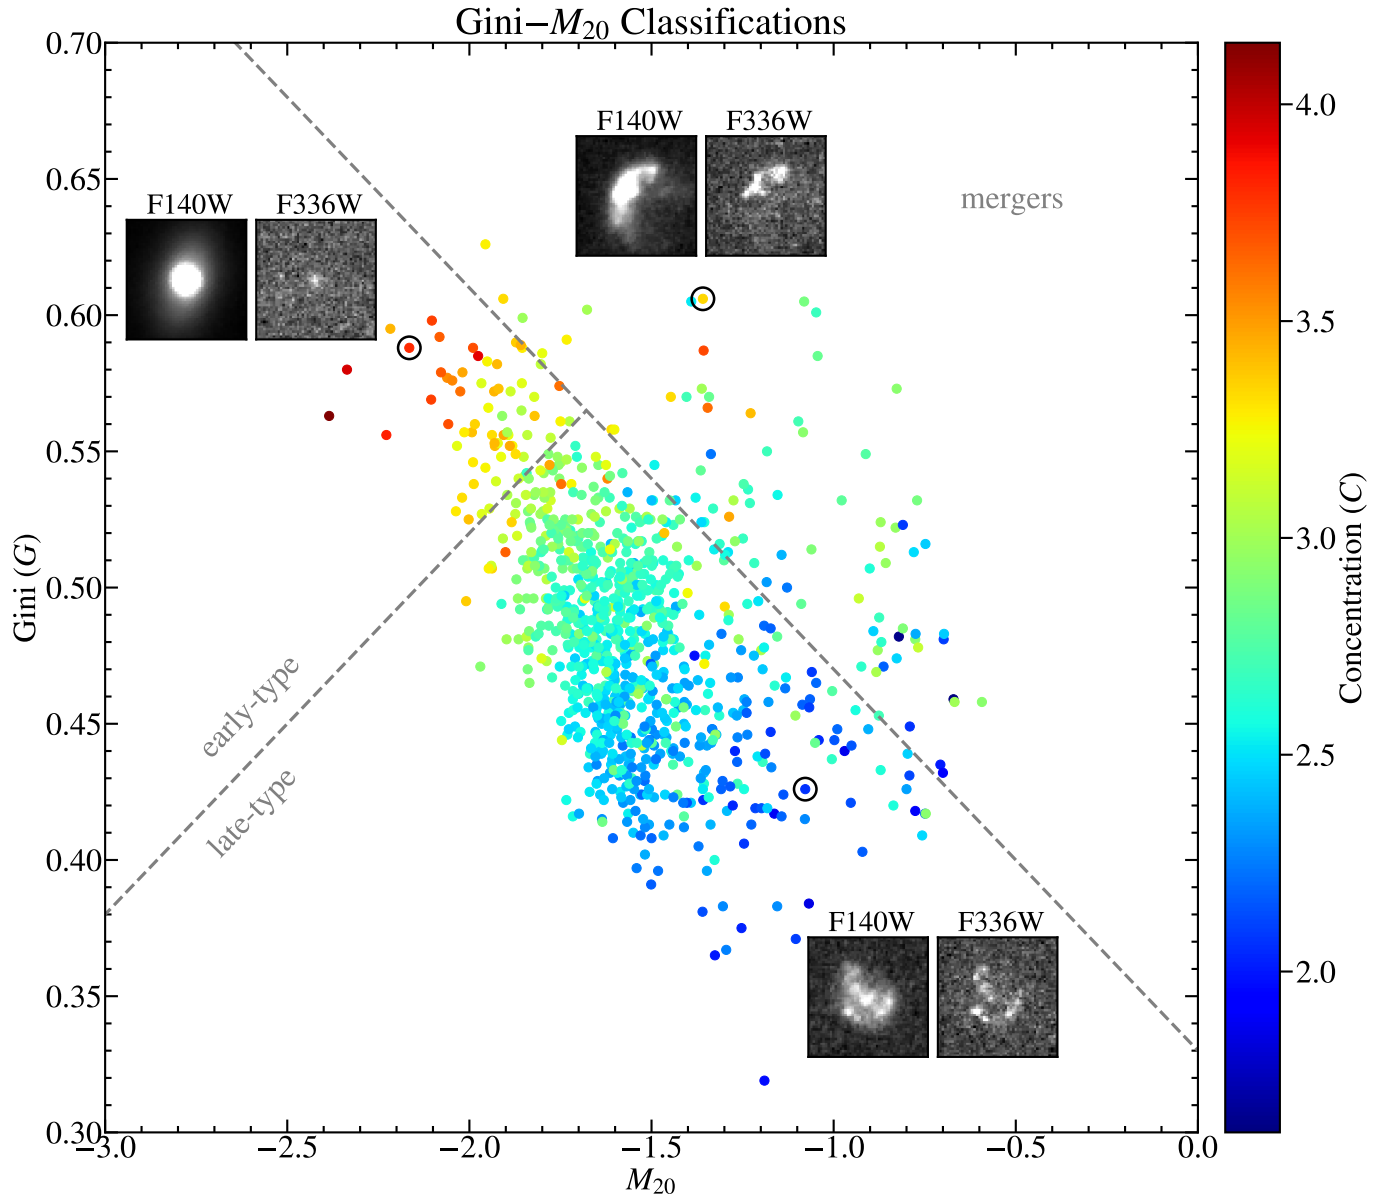 Gini−M20 Classifications
0.70
0.65
0.60
0.55
0.50
0.45
0.40
0.35
0.30
Gini (G)
F140W F336W
F140W F336W
mergers
early-type
late-type
F140W F336W
−3.0 −2.5 −2.0 −1.5 −1.0 −0.5 0.0
M20
4.0
3.5
3.0
2.5
2.0
Concentration (C)